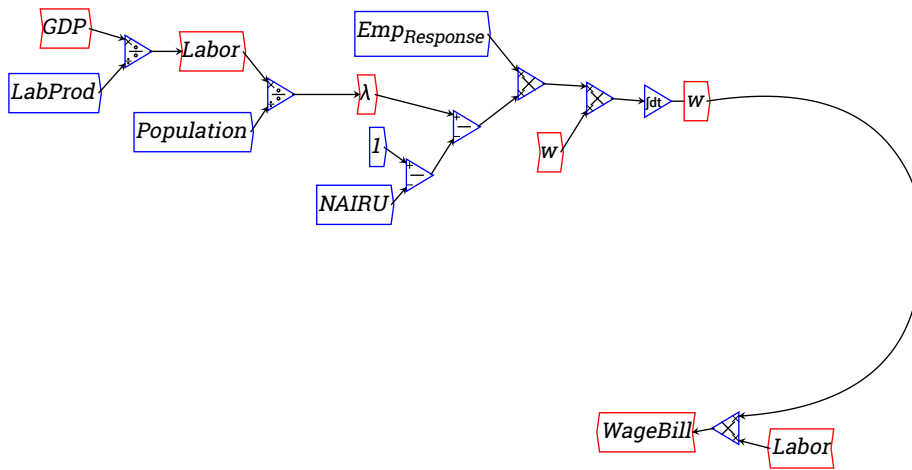 GDP
LabProd
Labor
Population
Emp_Response
λ
1
NAIRU
w
∫dt
w
WageBill
Labor